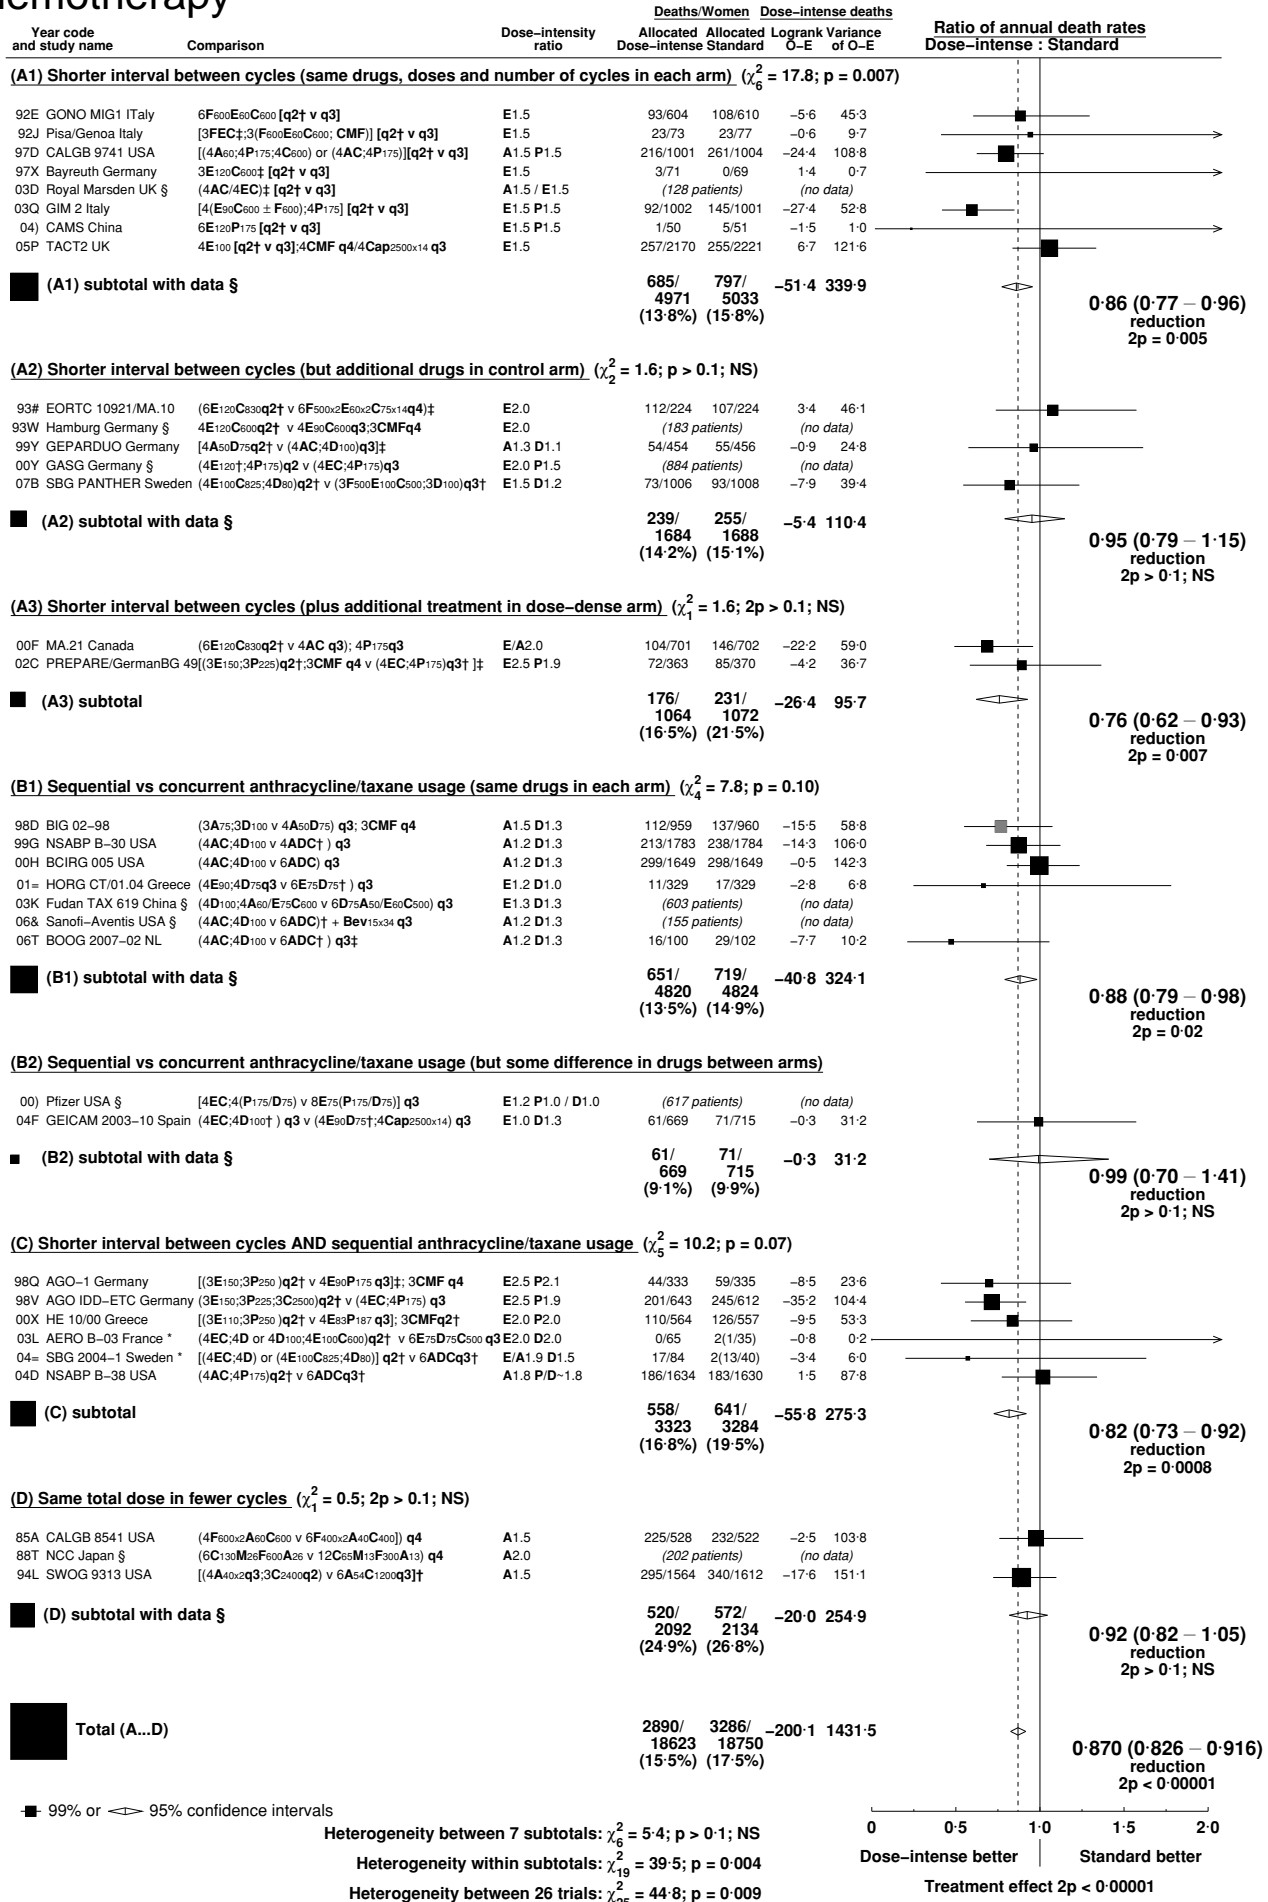 emotherapy
Deaths/Women Dose−intense deaths
Year code and study name Comparison Dose−intensity ratio Allocated Dose−intense Allocated Standard Logrank O−E Variance of O−E Ratio of annual death rates Dose−intense : Standard
(A1) Shorter interval between cycles (same drugs, doses and number of cycles in each arm) (χ²₆ = 17.8; p = 0.007)
92E GONO MIG1 ITaly 6F600E60C600 [q2† v q3] E1.5 93/604 108/610 −5·6 45·3
92J Pisa/Genoa Italy [3FEC‡;3(F600E60C600; CMF)] [q2† v q3] E1.5 23/73 23/77 −0·6 9·7
97D CALGB 9741 USA [(4A60;4P175;4C600) or (4AC;4P175)][q2† v q3] A1.5 P1.5 216/1001 261/1004 −24·4 108·8
97X Bayreuth Germany 3E120C600‡ [q2† v q3] E1.5 3/71 0/69 1·4 0·7
03D Royal Marsden UK § (4AC/4EC)‡ [q2† v q3] A1.5 / E1.5 (128 patients) (no data)
03Q GIM 2 Italy [4(E90C600 ± F600);4P175] [q2† v q3] E1.5 P1.5 92/1002 145/1001 −27·4 52·8
04) CAMS China 6E120P175 [q2† v q3] E1.5 P1.5 1/50 5/51 −1·5 1·0
05P TACT2 UK 4E100 [q2† v q3];4CMF q4/4Cap2500x14 q3 E1.5 257/2170 255/2221 6·7 121·6
(A1) subtotal with data § 685/ 4971 (13·8%) 797/ 5033 (15·8%) −51·4 339·9
0·86 (0·77 − 0·96)
reduction
2p = 0·005
(A2) Shorter interval between cycles (but additional drugs in control arm) (χ²₂ = 1.6; p > 0.1; NS)
93# EORTC 10921/MA.10 (6E120C830q2† v 6F500x2E60x2C75x14q4)‡ E2.0 112/224 107/224 3·4 46·1
93W Hamburg Germany § 4E120C600q2† v 4E90C600q3;3CMFq4 E2.0 (183 patients) (no data)
99Y GEPARDUO Germany [4A50D75q2† v (4AC;4D100)q3]‡ A1.3 D1.1 54/454 55/456 −0·9 24·8
00Y GASG Germany § (4E120†;4P175)q2 v (4EC;4P175)q3 E2.0 P1.5 (884 patients) (no data)
07B SBG PANTHER Sweden (4E100C825;4D80)q2† v (3F500E100C500;3D100)q3† E1.5 D1.2 73/1006 93/1008 −7·9 39·4
(A2) subtotal with data § 239/ 1684 (14·2%) 255/ 1688 (15·1%) −5·4 110·4
0·95 (0·79 − 1·15)
reduction
2p > 0·1; NS
(A3) Shorter interval between cycles (plus additional treatment in dose−dense arm) (χ²₁ = 1.6; 2p > 0.1; NS)
00F MA.21 Canada (6E120C830q2† v 4AC q3); 4P175q3 E/A2.0 104/701 146/702 −22·2 59·0
02C PREPARE/GermanBG 49[(3E150;3P225)q2†;3CMF q4 v (4EC;4P175)q3† ]‡ E2.5 P1.9 72/363 85/370 −4·2 36·7
(A3) subtotal 176/ 1064 (16·5%) 231/ 1072 (21·5%) −26·4 95·7
0·76 (0·62 − 0·93)
reduction
2p = 0·007
(B1) Sequential vs concurrent anthracycline/taxane usage (same drugs in each arm) (χ²₄ = 7.8; p = 0.10)
98D BIG 02−98 (3A75;3D100 v 4A50D75) q3; 3CMF q4 A1.5 D1.3 112/959 137/960 −15·5 58·8
99G NSABP B−30 USA (4AC;4D100 v 4ADC† ) q3 A1.2 D1.3 213/1783 238/1784 −14·3 106·0
00H BCIRG 005 USA (4AC;4D100 v 6ADC) q3 A1.2 D1.3 299/1649 298/1649 −0·5 142·3
01= HORG CT/01.04 Greece (4E90;4D75q3 v 6E75D75† ) q3 E1.2 D1.0 11/329 17/329 −2·8 6·8
03K Fudan TAX 619 China § (4D100;4A60/E75C600 v 6D75A50/E60C500) q3 E1.3 D1.3 (603 patients) (no data)
06& Sanofi−Aventis USA § (4AC;4D100 v 6ADC)† + Bev15x34 q3 A1.2 D1.3 (155 patients) (no data)
06T BOOG 2007−02 NL (4AC;4D100 v 6ADC† ) q3‡ A1.2 D1.3 16/100 29/102 −7·7 10·2
(B1) subtotal with data § 651/ 4820 (13·5%) 719/ 4824 (14·9%) −40·8 324·1
0·88 (0·79 − 0·98)
reduction
2p = 0·02
(B2) Sequential vs concurrent anthracycline/taxane usage (but some difference in drugs between arms)
00) Pfizer USA § [4EC;4(P175/D75) v 8E75(P175/D75)] q3 E1.2 P1.0 / D1.0 (617 patients) (no data)
04F GEICAM 2003−10 Spain (4EC;4D100† ) q3 v (4E90D75†;4Cap2500x14) q3 E1.0 D1.3 61/669 71/715 −0·3 31·2
(B2) subtotal with data § 61/ 669 (9·1%) 71/ 715 (9·9%) −0·3 31·2
0·99 (0·70 − 1·41)
reduction
2p > 0·1; NS
(C) Shorter interval between cycles AND sequential anthracycline/taxane usage (χ²₅ = 10.2; p = 0.07)
98Q AGO−1 Germany [(3E150;3P250 )q2† v 4E90P175 q3]‡; 3CMF q4 E2.5 P2.1 44/333 59/335 −8·5 23·6
98V AGO IDD−ETC Germany (3E150;3P225;3C2500)q2† v (4EC;4P175) q3 E2.5 P1.9 201/643 245/612 −35·2 104·4
00X HE 10/00 Greece [(3E110;3P250 )q2† v 4E83P187 q3]; 3CMFq2† E2.0 P2.0 110/564 126/557 −9·5 53·3
03L AERO B−03 France * (4EC;4D or 4D100;4E100C600)q2† v 6E75D75C500 q3 E2.0 D2.0 0/65 2(1/35) −0·8 0·2
04= SBG 2004−1 Sweden * [(4EC;4D) or (4E100C825;4D80)] q2† v 6ADCq3† E/A1.9 D1.5 17/84 2(13/40) −3·4 6·0
04D NSABP B−38 USA (4AC;4P175)q2† v 6ADCq3† A1.8 P/D~1.8 186/1634 183/1630 1·5 87·8
(C) subtotal 558/ 3323 (16·8%) 641/ 3284 (19·5%) −55·8 275·3
0·82 (0·73 − 0·92)
reduction
2p = 0·0008
(D) Same total dose in fewer cycles (χ²₁ = 0.5; 2p > 0.1; NS)
85A CALGB 8541 USA (4F600x2A60C600 v 6F400x2A40C400]) q4 A1.5 225/528 232/522 −2·5 103·8
88T NCC Japan § (6C130M26F600A26 v 12C65M13F300A13) q4 A2.0 (202 patients) (no data)
94L SWOG 9313 USA [(4A40x2q3;3C2400q2) v 6A54C1200q3]† A1.5 295/1564 340/1612 −17·6 151·1
(D) subtotal with data § 520/ 2092 (24·9%) 572/ 2134 (26·8%) −20·0 254·9
0·92 (0·82 − 1·05)
reduction
2p > 0·1; NS
Total (A...D) 2890/ 18623 (15·5%) 3286/ 18750 (17·5%) −200·1 1431·5
0·870 (0·826 − 0·916)
reduction
2p < 0·00001
99% or 95% confidence intervals
0 0·5 1·0 1·5 2·0
Dose−intense better Standard better
Treatment effect 2p < 0·00001
Heterogeneity between 7 subtotals: χ²₆ = 5·4; p > 0·1; NS
Heterogeneity within subtotals: χ²₁₉ = 39·5; p = 0·004
Heterogeneity between 26 trials: χ²₂₅ = 44·8; p = 0·009